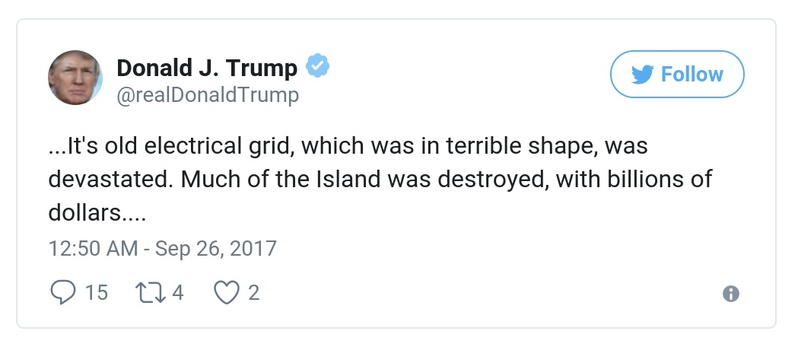 Donald J. Trump
Follow
@realDonaldTrump
...It's old electrical grid, which was in terrible shape, was
devastated. Much of the Island was destroyed, with billions of
dollars....
12:50 AM - Sep 26, 2017
15 4 2